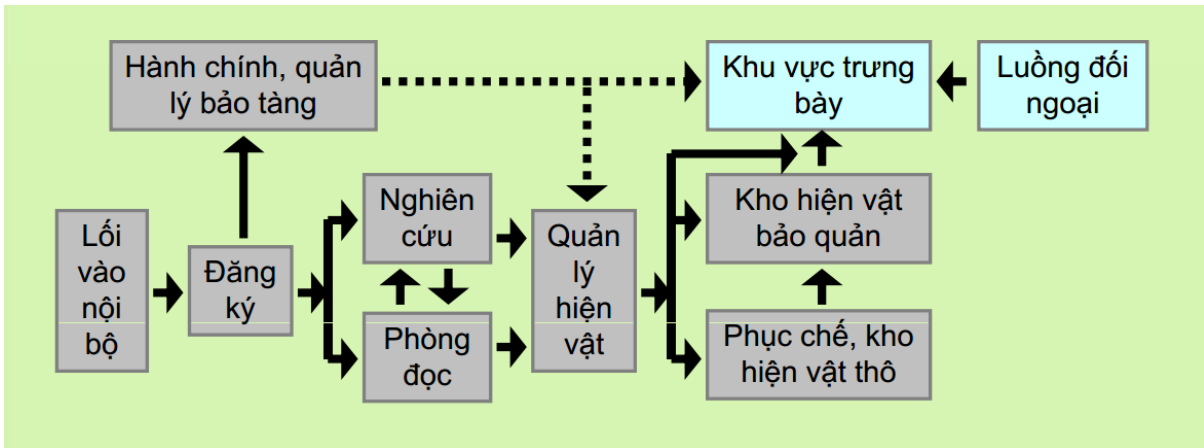 Hành chính, quản
lý bảo tàng
Khu vực trưng
bày
Luồng đối
ngoại
Lối
vào
nội
bộ
Đăng
ký
Nghiên
cứu
Phòng
đọc
Quản
lý
hiện
vật
Kho hiện vật
bảo quản
Phục chế, kho
hiện vật thô